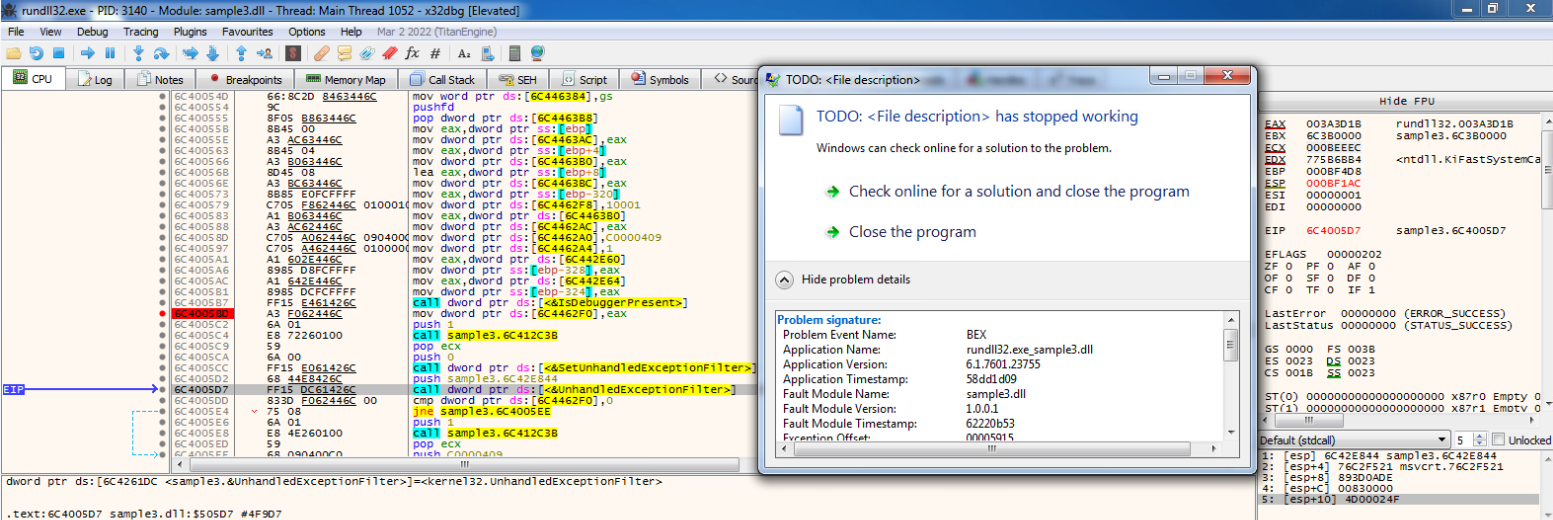 rundll32.exe - PID: 3140 - Module: sample3.dll - Thread: Main Thread 1052 - x32dbg [Elevated]
File View Debug Tracing Plugins Favourites Options Help Mar 2 2022 (TitanEngine)
CPU Log Notes Breakpoints Memory Map Call Stack SEH Script Symbols
6C40054D 66:8C2D 8463446C mov word ptr ds:[6C446384],gs
6C400554 9C pushfd
6C400555 8F05 B863446C pop dword ptr ds:[6C4463B8]
6C40055B 8B45 00 mov eax,dword ptr ss:[ebp]
6C40055E A3 AC63446C mov dword ptr ds:[6C4463AC],eax
6C400563 8B45 04 mov eax,dword ptr ss:[ebp+4]
6C400566 A3 B063446C mov dword ptr ds:[6C4463B0],eax
6C40056B 8D45 08 lea eax,dword ptr ss:[ebp+8]
6C40056E A3 BC63446C mov dword ptr ds:[6C4463BC],eax
6C400573 8B85 E0FCFFFF mov eax,dword ptr ss:[ebp-320]
6C400579 C705 F862446C 010001 mov dword ptr ds:[6C4462F8],10001
6C400583 A1 B063446C mov eax,dword ptr ds:[6C4463B0]
6C400588 A3 AC62446C mov dword ptr ds:[6C4462AC],eax
6C40058D C705 A062446C 090400 mov dword ptr ds:[6C4462A0],C0000409
6C400597 C705 A462446C 010000 mov dword ptr ds:[6C4462A4],1
6C4005A1 A1 602E446C mov eax,dword ptr ds:[6C442E60]
6C4005A6 8985 D8FCFFFF mov dword ptr ss:[ebp-328],eax
6C4005AC A1 642E446C mov eax,dword ptr ds:[6C442E64]
6C4005B1 8985 DCFCFFFF mov dword ptr ss:[ebp-324],eax
6C4005B7 FF15 E461426C call dword ptr ds:[<&IsDebuggerPresent>]
6C4005BD A3 F062446C mov dword ptr ds:[6C4462F0],eax
6C4005C2 6A 01 push 1
6C4005C4 E8 72260100 call sample3.6C412C3B
6C4005C9 59 pop ecx
6C4005CA 6A 00 push 0
6C4005CC FF15 E061426C call dword ptr ds:[<&SetUnhandledExceptionFilter>]
6C4005D2 68 44E8426C push sample3.6C42E844
EIP 6C4005D7 FF15 DC61426C call dword ptr ds:[<&UnhandledExceptionFilter>]
6C4005DD 833D F062446C 00 cmp dword ptr ds:[6C4462F0],0
6C4005E4 75 08 jne sample3.6C4005EE
6C4005E6 6A 01 push 1
6C4005E8 E8 4E260100 call sample3.6C412C3B
6C4005ED 59 pop ecx
6C4005EE 68 090400C0 push C0000409
dword ptr ds:[6C4261DC <sample3.&UnhandledExceptionFilter>]=<kernel32.UnhandledExceptionFilter>
.text:6C4005D7 sample3.dll:$505D7 #4F9D7
TODO: <File description>
TODO: <File description> has stopped working
Windows can check online for a solution to the problem.
Check online for a solution and close the program
Close the program
Hide problem details
Problem signature:
Problem Event Name: BEX
Application Name: rundll32.exe_sample3.dll
Application Version: 6.1.7601.23755
Application Timestamp: 58dd1d09
Fault Module Name: sample3.dll
Fault Module Version: 1.0.0.1
Fault Module Timestamp: 62220b53
Exception Offset: 00005915
Hide FPU
EAX 003A3D1B rundll32.003A3D1B
EBX 6C3B0000 sample3.6C3B0000
ECX 000BEEEC
EDX 775B6BB4 <ntdll.KiFastSystemCa
EBP 000BF4D8
ESP 000BF1AC
ESI 00000001
EDI 00000000
EIP 6C4005D7 sample3.6C4005D7
EFLAGS 00000202
ZF 0 PF 0 AF 0
OF 0 SF 0 DF 0
CF 0 TF 0 IF 1
LastError 00000000 (ERROR_SUCCESS)
LastStatus 00000000 (STATUS_SUCCESS)
GS 0000 FS 003B
ES 0023 DS 0023
CS 001B SS 0023
ST(0) 00000000000000000000 x87r0 Empty 0
ST(1) 00000000000000000000 x87r1 Empty 0
Default (stdcall) 5 Unlocked
1: [esp] 6C42E844 sample3.6C42E844
2: [esp+4] 76C2F521 msvcrt.76C2F521
3: [esp+8] 893D0ADE
4: [esp+C] 00830000
5: [esp+10] 4D00024F